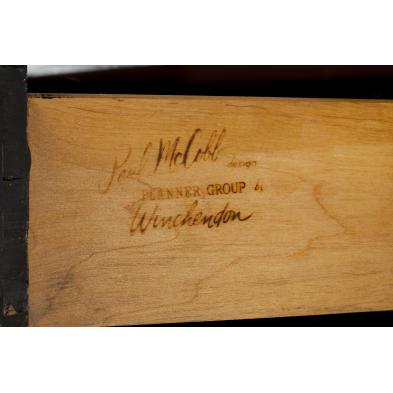 Paul McCobb design
PLANNER GROUP by
Winchendon